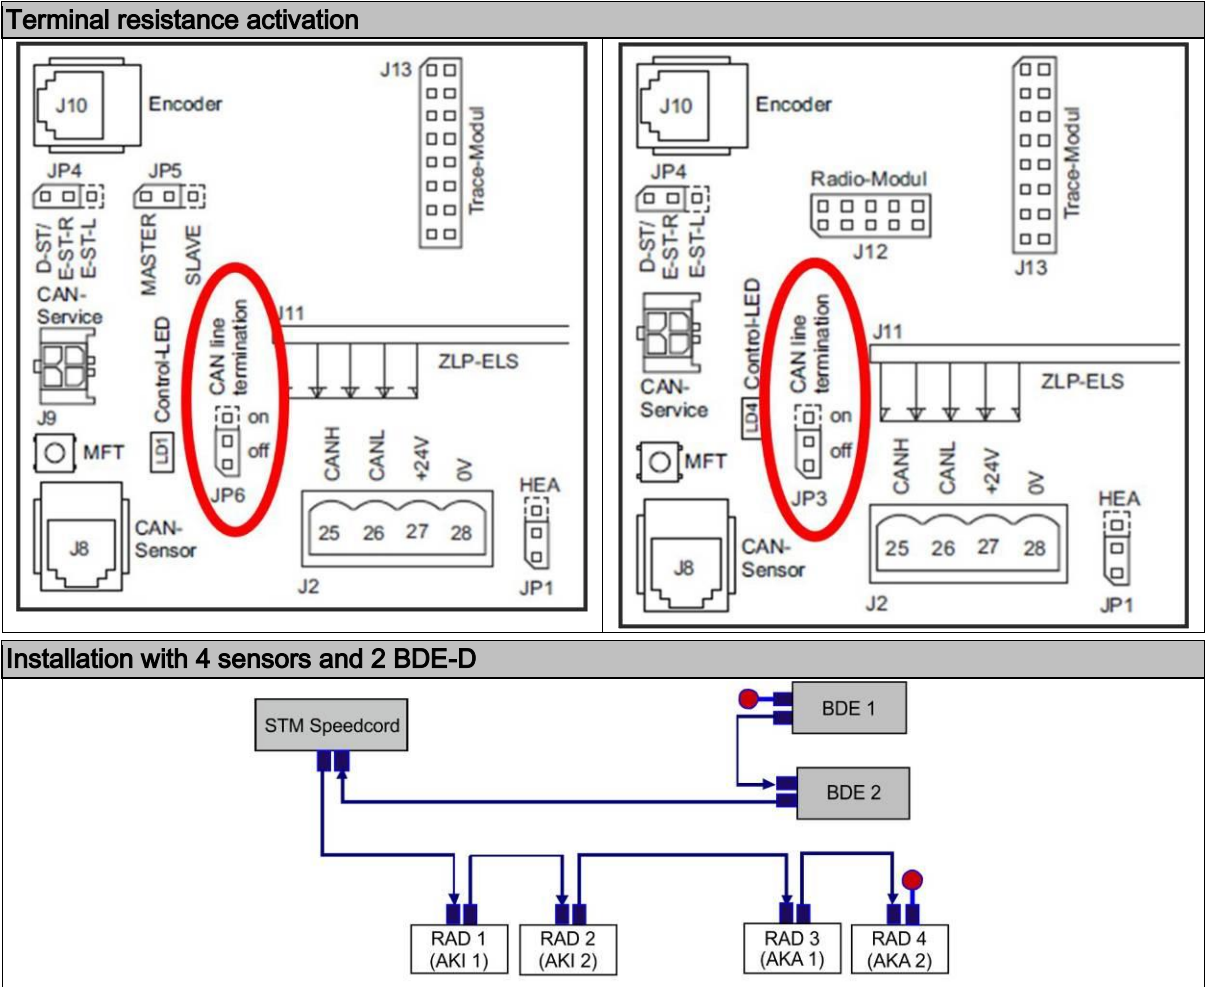 Terminal resistance activation
J10
Encoder
J13
Trace-Modul
JP4
JP5
D-ST/
E-ST-R
E-ST-L
MASTER
SLAVE
CAN-
Service
J9
Control-LED
LD1
CAN line
termination
on
off
JP6
J11
ZLP-ELS
MFT
CANH
CANL
+24V
0V
HEA
CAN-
Sensor
J8
25 26 27 28
J2
JP1
J10
Encoder
Trace-Modul
JP4
Radio-Modul
J12
J13
D-ST/
E-ST-R
E-ST-L
Control-LED
LD4
CAN line
termination
on
off
JP3
J11
ZLP-ELS
CAN-
Service
MFT
CANH
CANL
+24V
0V
HEA
CAN-
Sensor
J8
25 26 27 28
J2
JP1
Installation with 4 sensors and 2 BDE-D
STM Speedcord
BDE 1
BDE 2
RAD 1
(AKI 1)
RAD 2
(AKI 2)
RAD 3
(AKA 1)
RAD 4
(AKA 2)